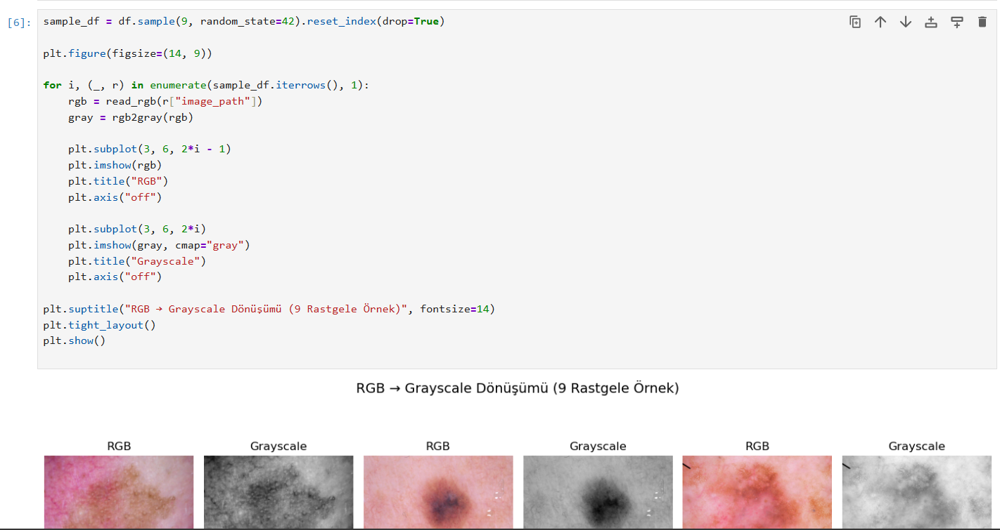 [6]:
sample_df = df.sample(9, random_state=42).reset_index(drop=True)
plt.figure(figsize=(14, 9))
for i, (_, r) in enumerate(sample_df.iterrows(), 1):
    rgb = read_rgb(r["image_path"])
    gray = rgb2gray(rgb)
    plt.subplot(3, 6, 2*i - 1)
    plt.imshow(rgb)
    plt.title("RGB")
    plt.axis("off")
    plt.subplot(3, 6, 2*i)
    plt.imshow(gray, cmap="gray")
    plt.title("Grayscale")
    plt.axis("off")
plt.suptitle("RGB → Grayscale Dönüşümü (9 Rastgele Örnek)", fontsize=14)
plt.tight_layout()
plt.show()
RGB → Grayscale Dönüşümü (9 Rastgele Örnek)
RGB Grayscale RGB Grayscale RGB Grayscale